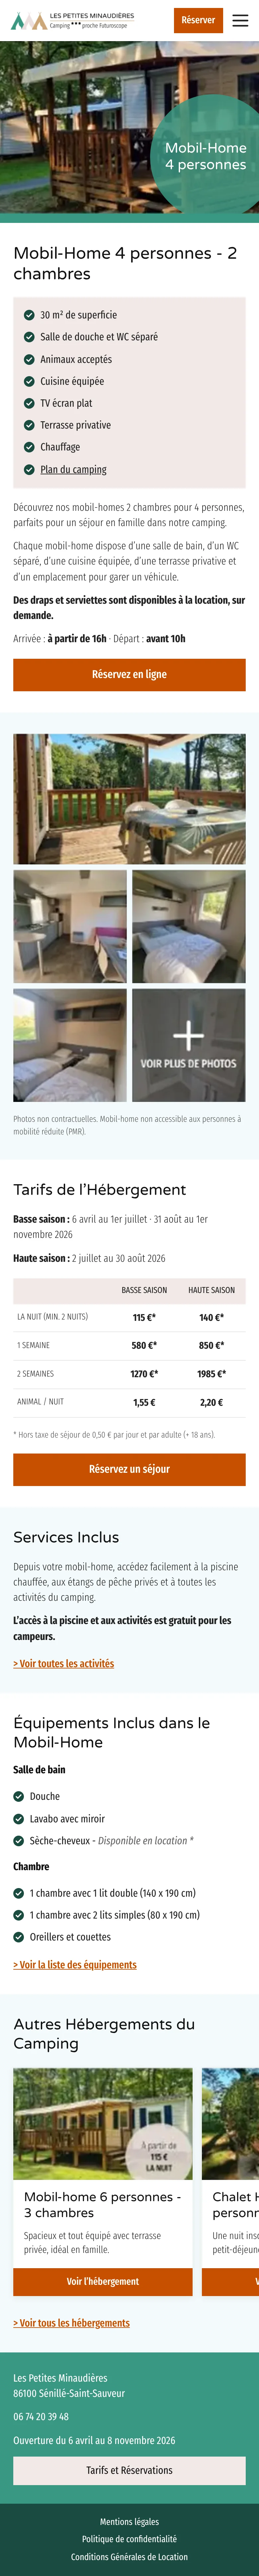 LES PETITES MINAUDIÈRES
Camping *** proche Futuroscope
Réserver
Mobil-Home
4 personnes
Mobil-Home 4 personnes - 2
chambres
30 m² de superficie
Salle de douche et WC séparé
Animaux acceptés
Cuisine équipée
TV écran plat
Terrasse privative
Chauffage
Plan du camping
Découvrez nos mobil-homes 2 chambres pour 4 personnes,
parfaits pour un séjour en famille dans notre camping.
Chaque mobil-home dispose d’une salle de bain, d’un WC
séparé, d’une cuisine équipée, d’une terrasse privative et
d’un emplacement pour garer un véhicule.
Des draps et serviettes sont disponibles à la location, sur
demande.
Arrivée : à partir de 16h · Départ : avant 10h
Réservez en ligne
VOIR PLUS DE PHOTOS
Photos non contractuelles. Mobil-home non accessible aux personnes à
mobilité réduite (PMR).
Tarifs de l’Hébergement
Basse saison : 6 avril au 1er juillet · 31 août au 1er
novembre 2026
Haute saison : 2 juillet au 30 août 2026
BASSE SAISON HAUTE SAISON
LA NUIT (MIN. 2 NUITS) 115 €* 140 €*
1 SEMAINE 580 €* 850 €*
2 SEMAINES 1270 €* 1985 €*
ANIMAL / NUIT 1,55 € 2,20 €
* Hors taxe de séjour de 0,50 € par jour et par adulte (+ 18 ans).
Réservez un séjour
Services Inclus
Depuis votre mobil-home, accédez facilement à la piscine
chauffée, aux étangs de pêche privés et à toutes les
activités du camping.
L’accès à la piscine et aux activités est gratuit pour les
campeurs.
> Voir toutes les activités
Équipements Inclus dans le
Mobil-Home
Salle de bain
Douche
Lavabo avec miroir
Sèche-cheveux - Disponible en location *
Chambre
1 chambre avec 1 lit double (140 x 190 cm)
1 chambre avec 2 lits simples (80 x 190 cm)
Oreillers et couettes
> Voir la liste des équipements
Autres Hébergements du
Camping
À partir de
115 €
LA NUIT
Mobil-home 6 personnes -
3 chambres
Spacieux et tout équipé avec terrasse
privée, idéal en famille.
Voir l’hébergement
Chalet
Une nuit
> Voir tous les hébergements
Les Petites Minaudières
86100 Sénillé-Saint-Sauveur
06 74 20 39 48
Ouverture du 6 avril au 8 novembre 2026
Tarifs et Réservations
Mentions légales
Politique de confidentialité
Conditions Générales de Location